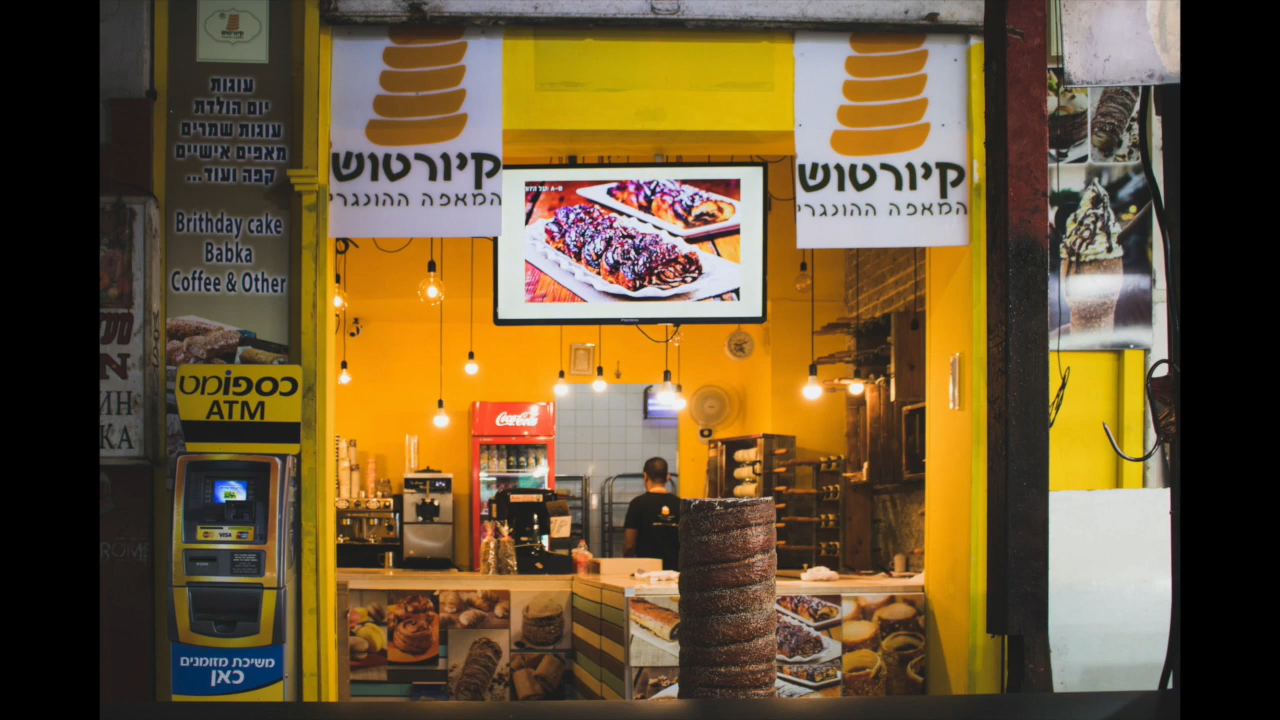 עוגות
יום הולדת
עוגות שמרים
מאפים אישיים
קפה ועוד...
Brithday cake
Babka
Coffee & Other
כספומט
ATM
VISA
משיכת מזומנים
כאן
קיורטוש
המאפה ההונגרי
Coca-Cola
קיורטוש
המאפה ההונגרי